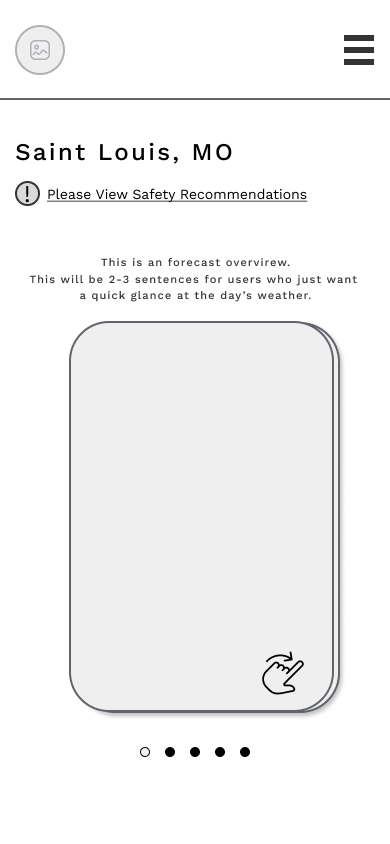 Saint Louis, MO
Please View Safety Recommendations
This is an forecast overvirew.
This will be 2-3 sentences for users who just want
a quick glance at the day's weather.